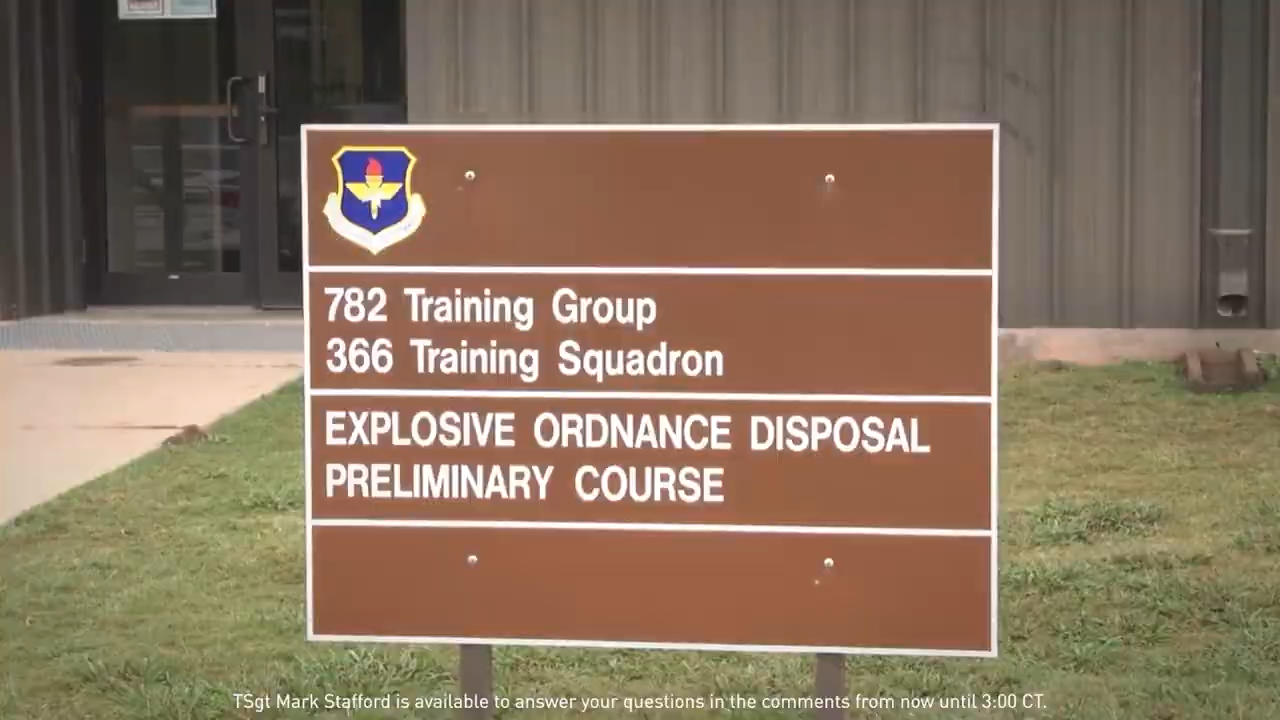 782 Training Group
366 Training Squadron
EXPLOSIVE ORDNANCE DISPOSAL
PRELIMINARY COURSE
TSgt Mark Stafford is available to answer your questions in the comments from now until 3:00 CT.